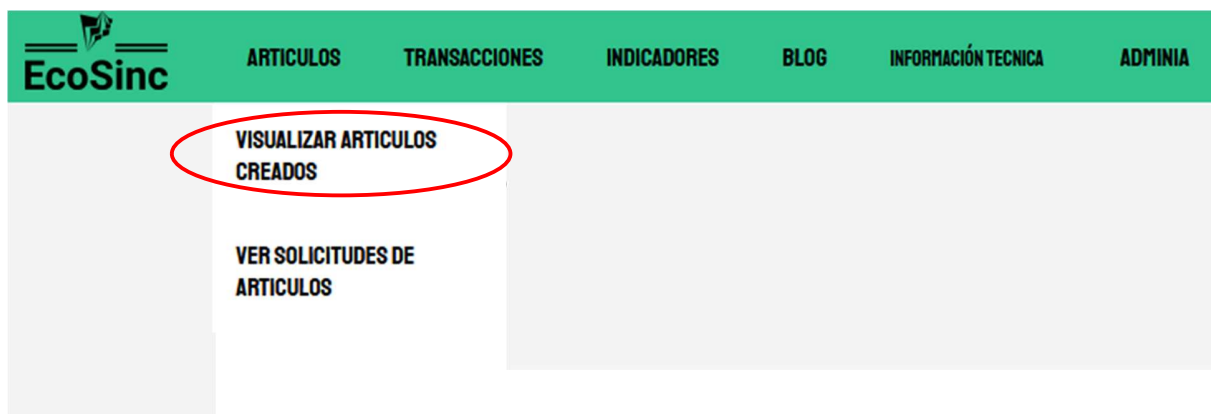 EcoSinc
ARTICULOS TRANSACCIONES INDICADORES BLOG INFORMACIÓN TECNICA ADMINIA
VISUALIZAR ARTICULOS
CREADOS
VER SOLICITUDES DE
ARTICULOS